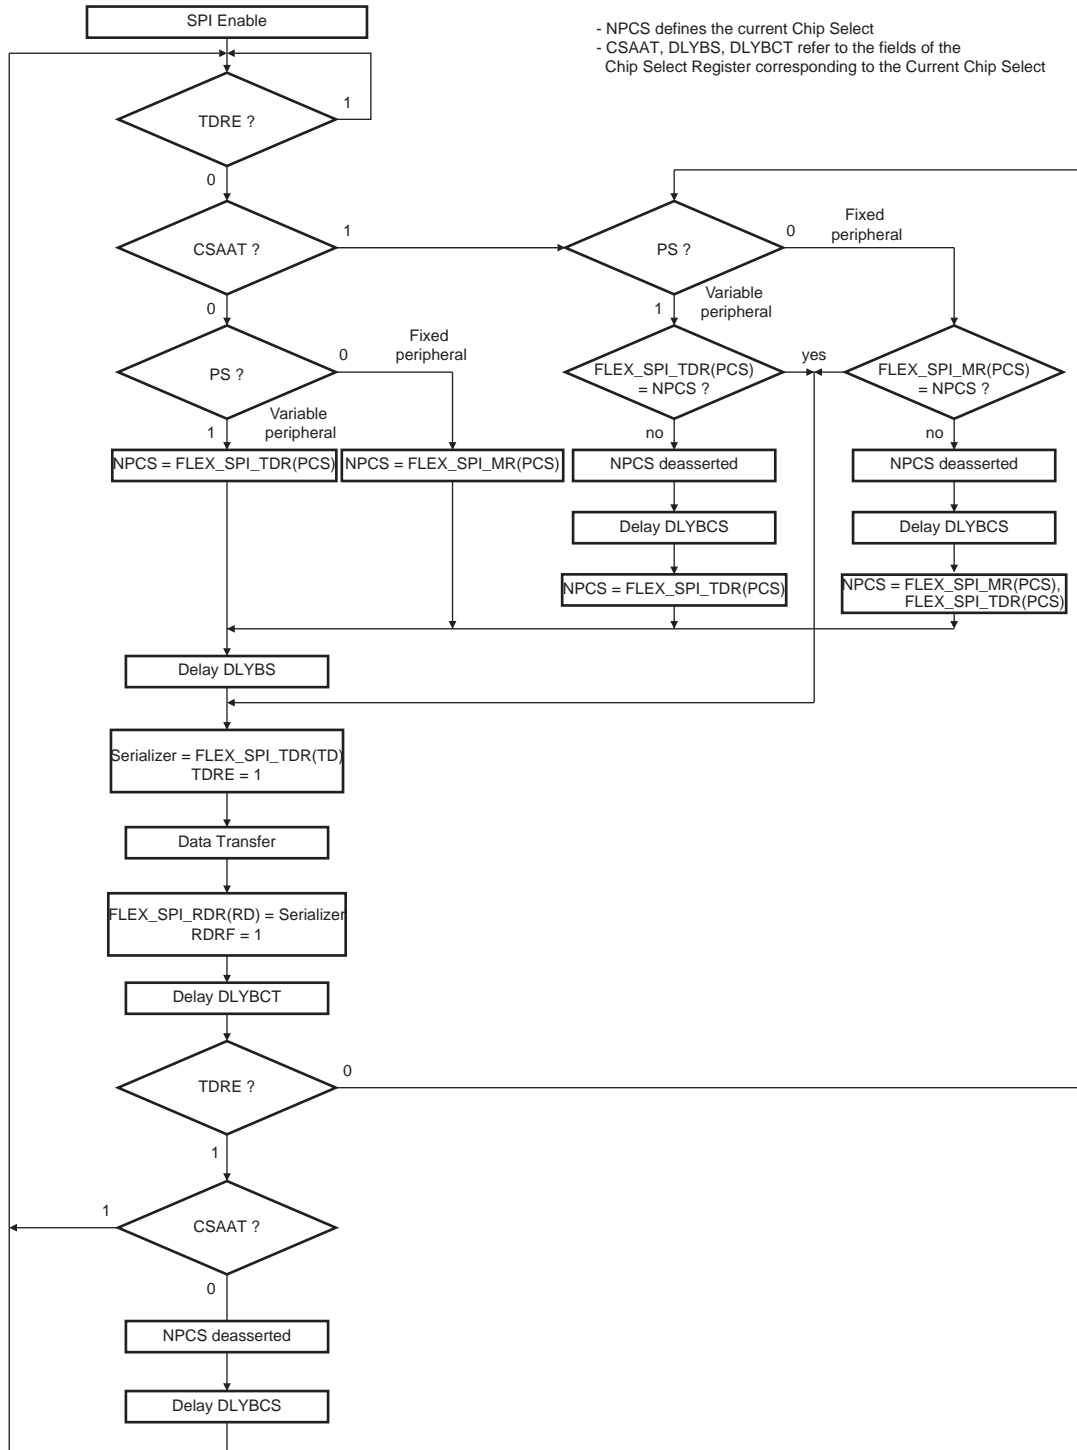 SPI Enable
- NPCS defines the current Chip Select
- CSAAT, DLYBS, DLYBCT refer to the fields of the
Chip Select Register corresponding to the Current Chip Select
TDRE ?
1
0
CSAAT ?
1
PS ?
0
Fixed
peripheral
0
1
Variable
peripheral
PS ?
0
Fixed
peripheral
FLEX_SPI_TDR(PCS)
= NPCS ?
yes
FLEX_SPI_MR(PCS)
= NPCS ?
1
Variable
peripheral
no
no
NPCS = FLEX_SPI_TDR(PCS)
NPCS = FLEX_SPI_MR(PCS)
NPCS deasserted
NPCS deasserted
Delay DLYBCS
Delay DLYBCS
NPCS = FLEX_SPI_TDR(PCS)
NPCS = FLEX_SPI_MR(PCS),
FLEX_SPI_TDR(PCS)
Delay DLYBS
Serializer = FLEX_SPI_TDR(TD)
TDRE = 1
Data Transfer
FLEX_SPI_RDR(RD) = Serializer
RDRF = 1
Delay DLYBCT
TDRE ?
0
1
CSAAT ?
1
0
NPCS deasserted
Delay DLYBCS